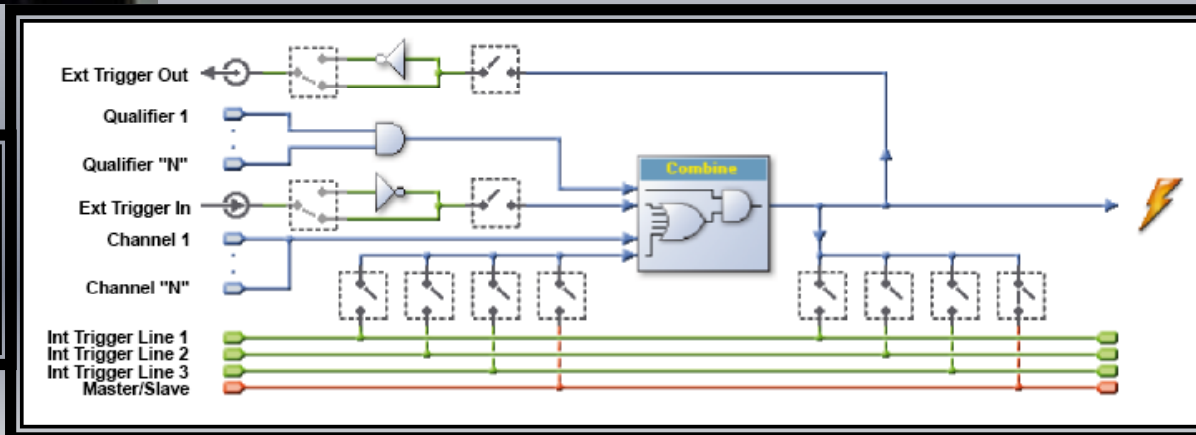 Ext Trigger Out
Qualifier 1
Qualifier "N"
Combine
Ext Trigger In
Channel 1
Channel "N"
Int Trigger Line 1
Int Trigger Line 2
Int Trigger Line 3
Master/Slave